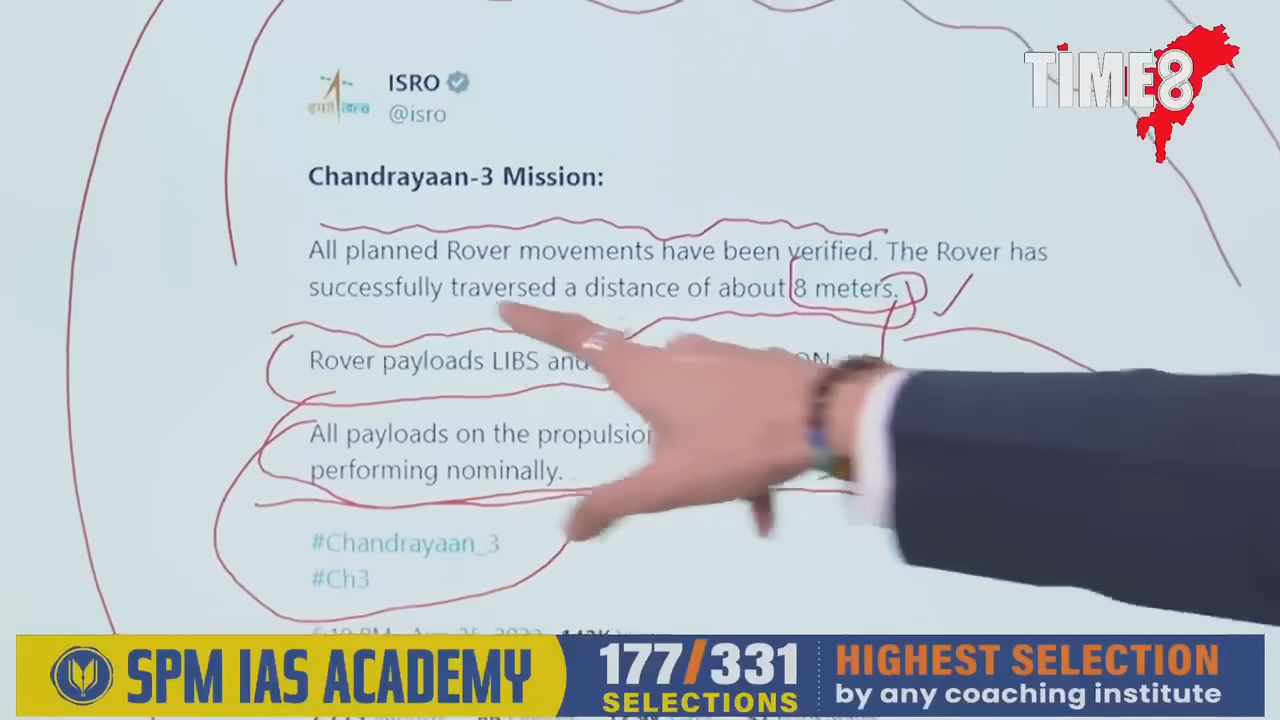 TIME8
ISRO
@isro
इसरो isro
Chandrayaan-3 Mission:
All planned Rover movements have been verified. The Rover has
successfully traversed a distance of about 8 meters.
Rover payloads LIBS and
All payloads on the propulsion
performing nominally.
#Chandrayaan_3
#Ch3
SPM IAS ACADEMY
177/331
SELECTIONS
HIGHEST SELECTION
by any coaching institute